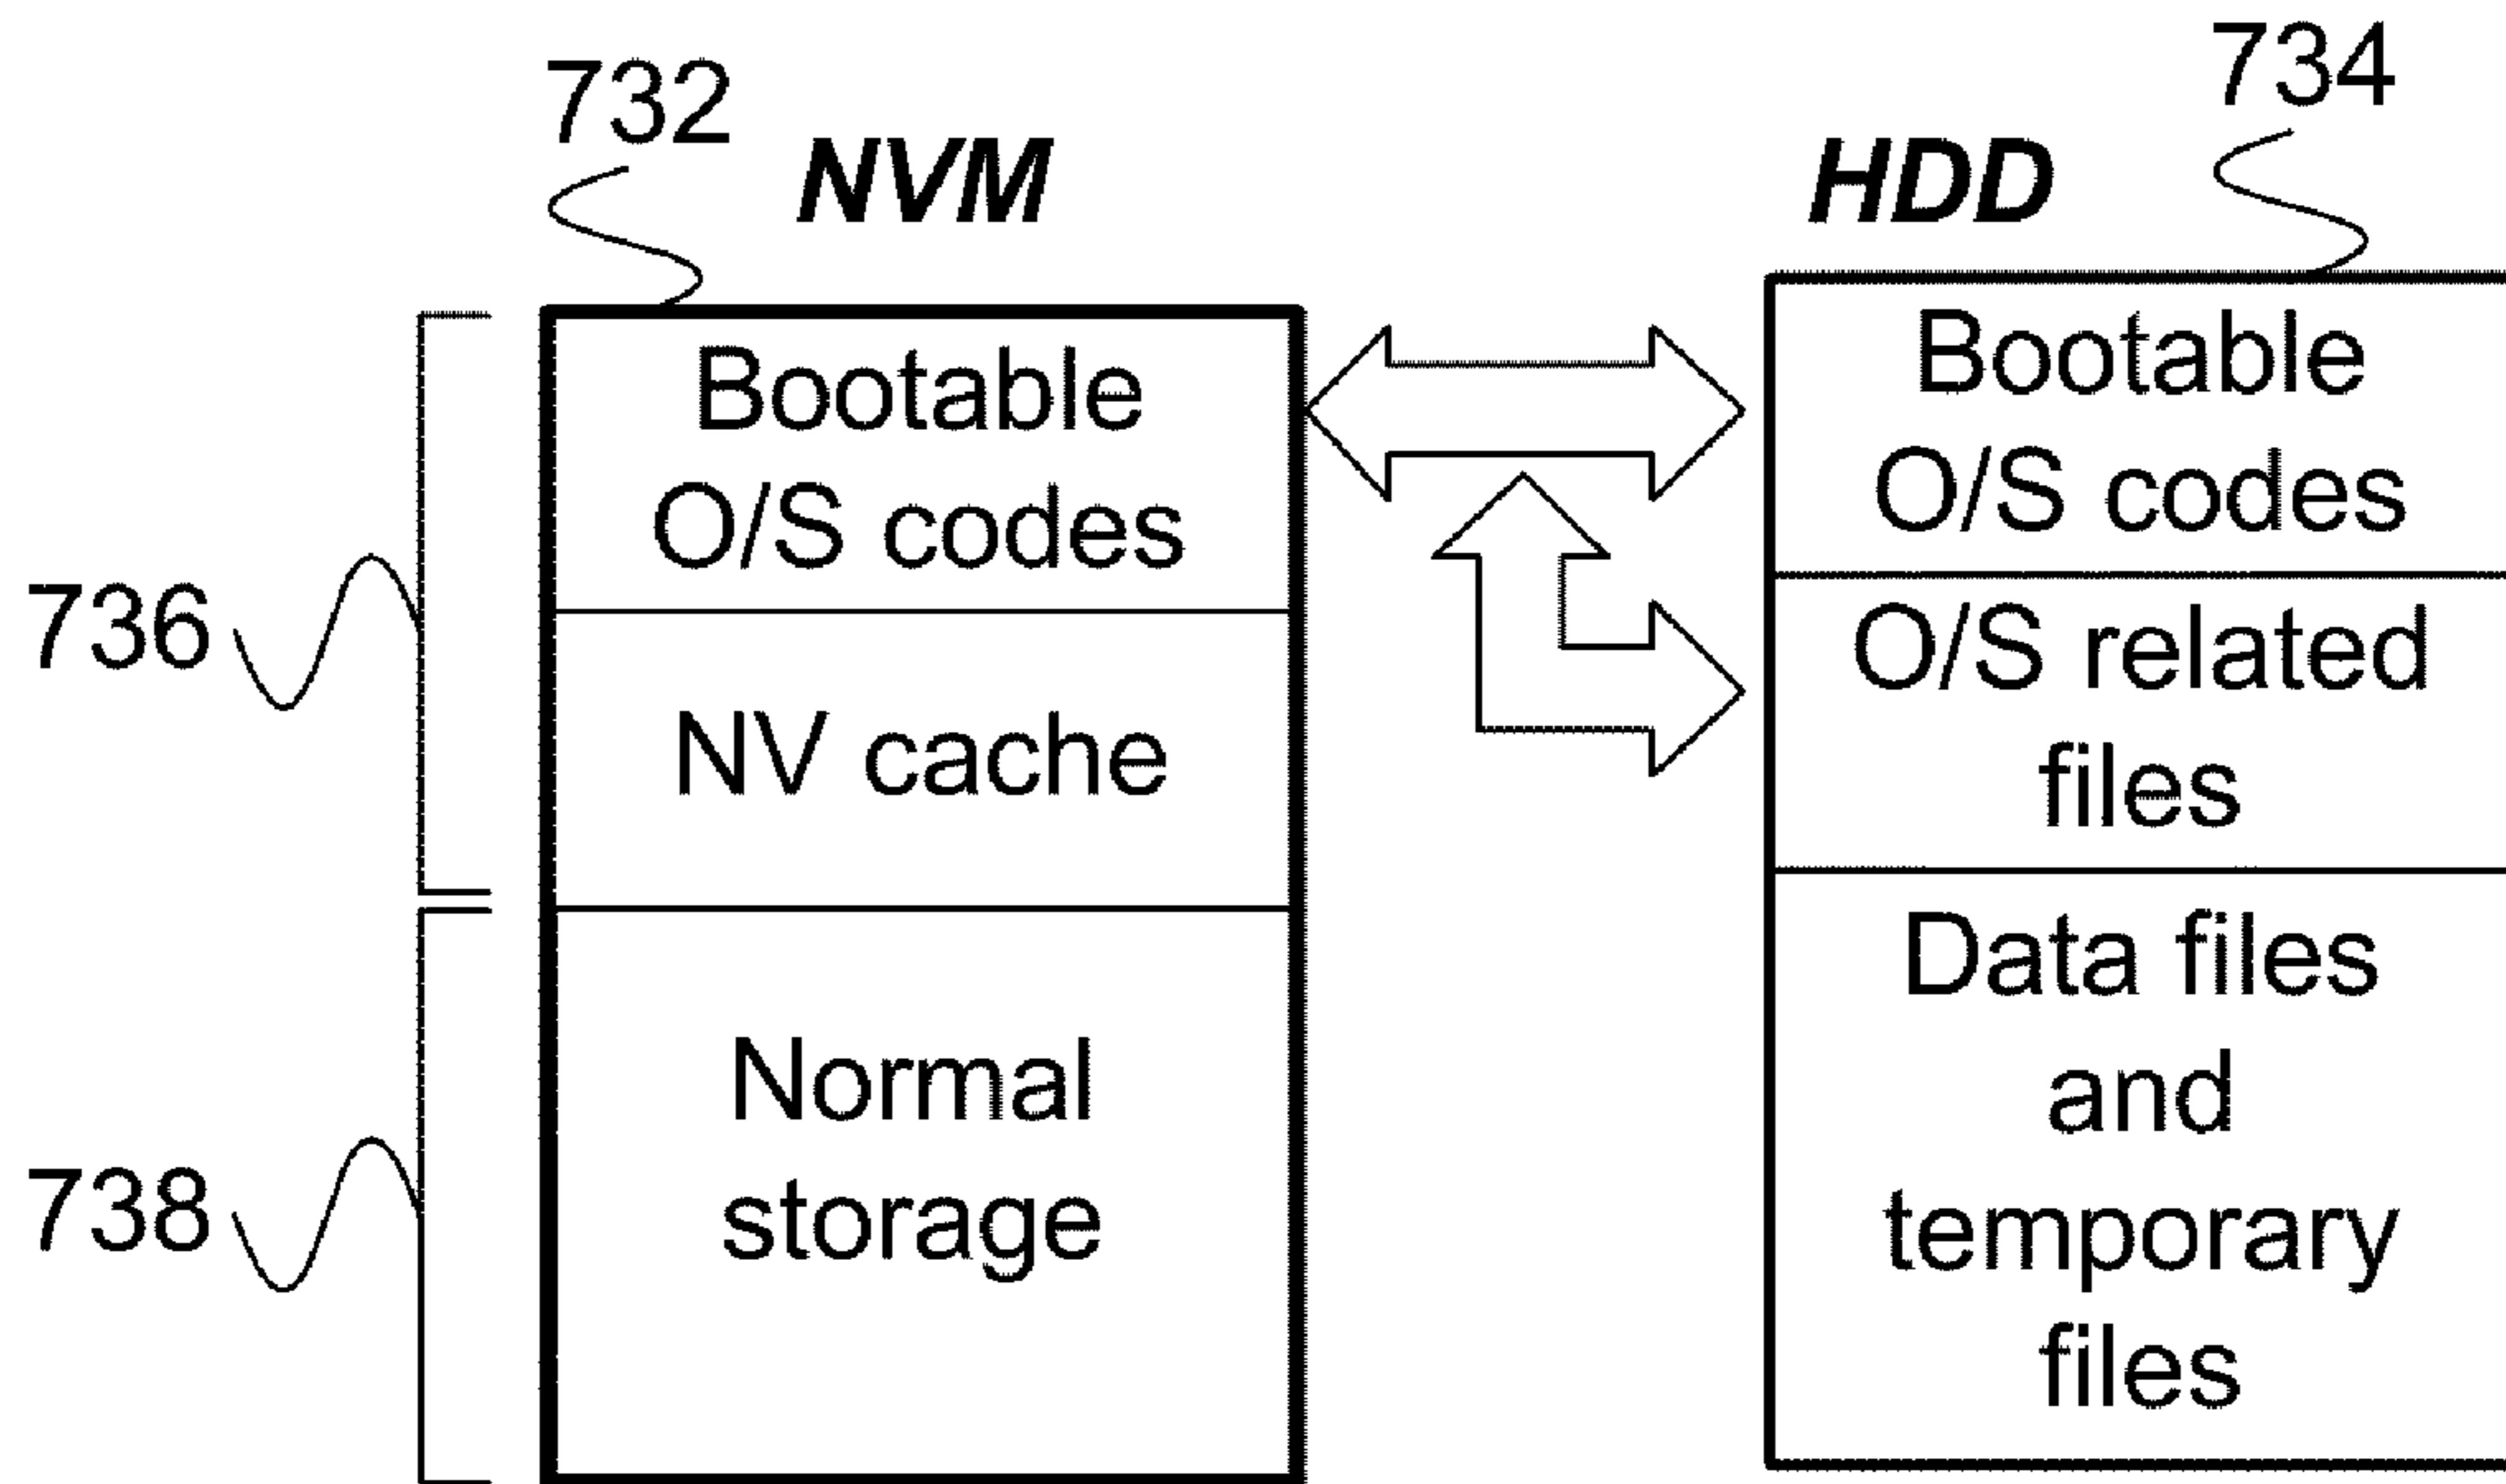 732
NVM
HDD
734
736
738
Bootable
O/S codes
NV cache
Normal
storage
Bootable
O/S codes
O/S related
files
Data files
and
temporary
files